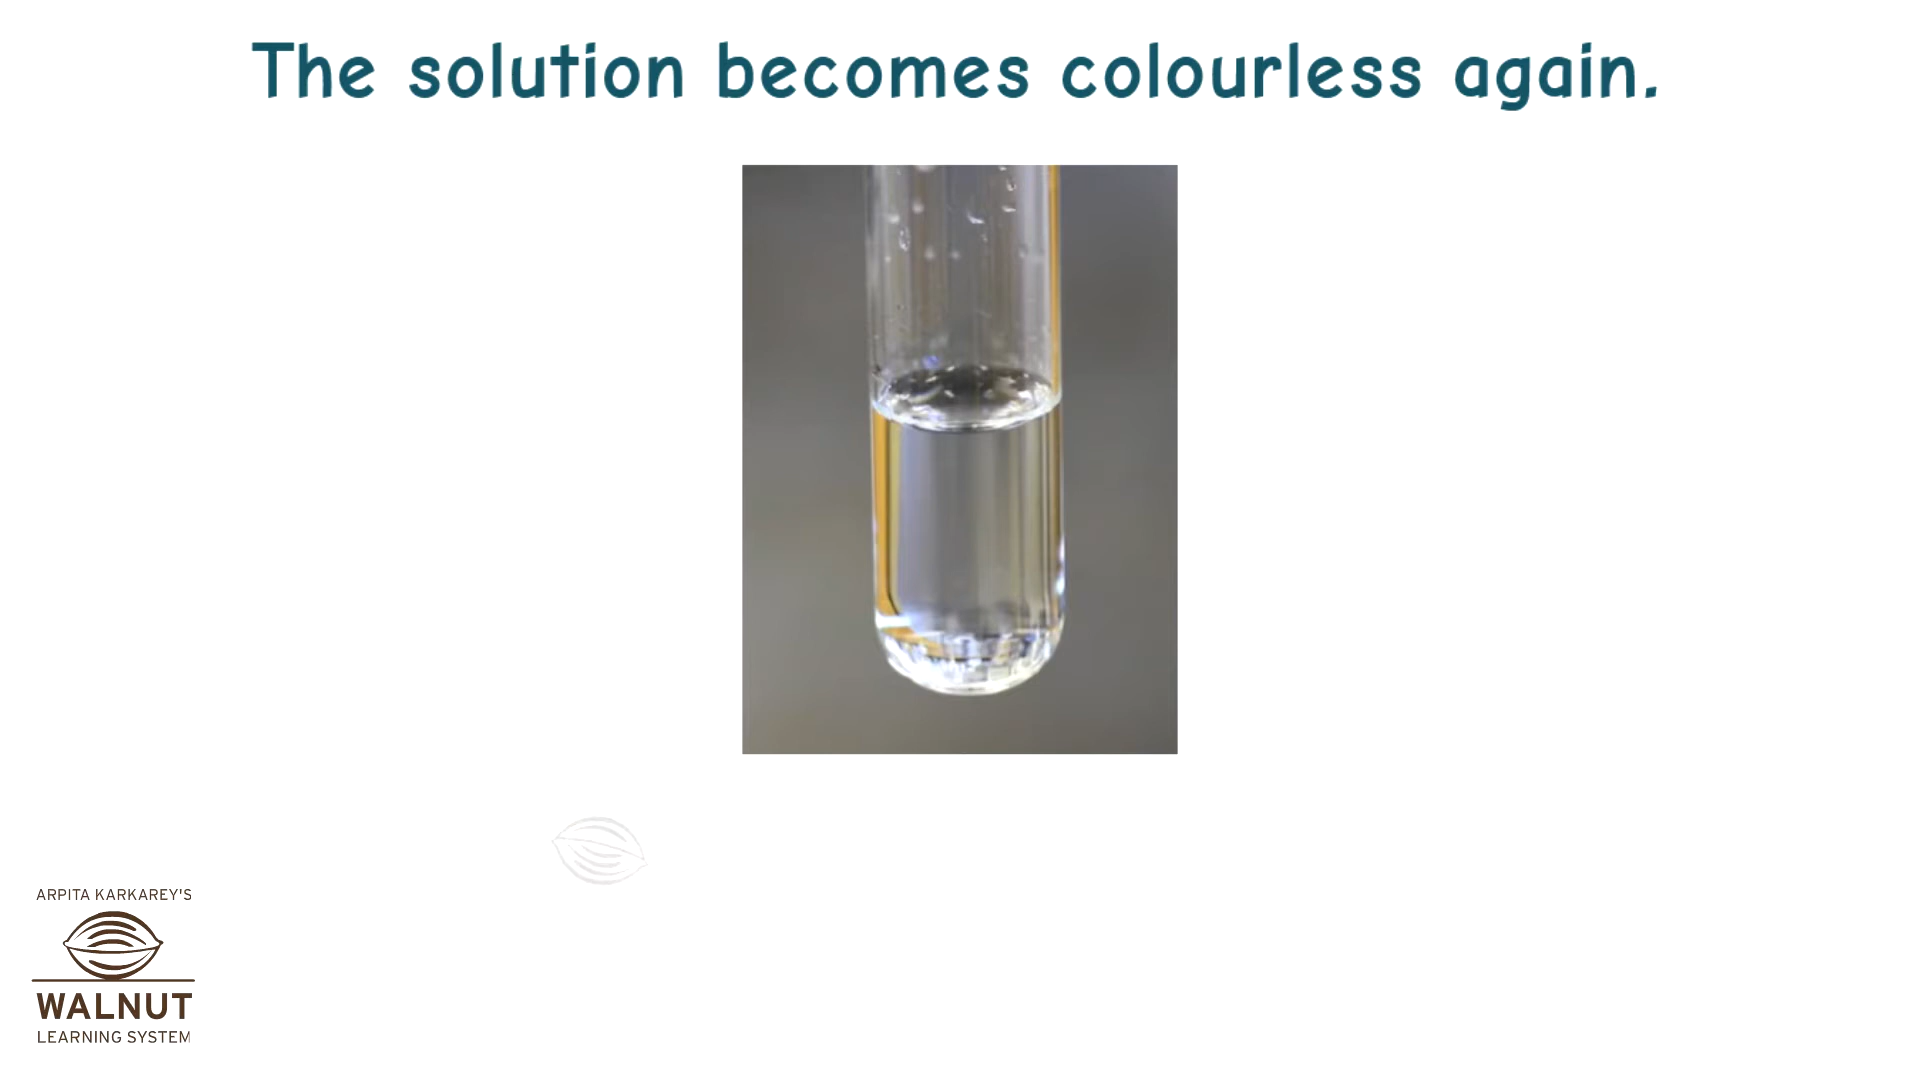 The solution becomes colourless again.
ARPITA KARKAREY'S
WALNUT
LEARNING SYSTEM